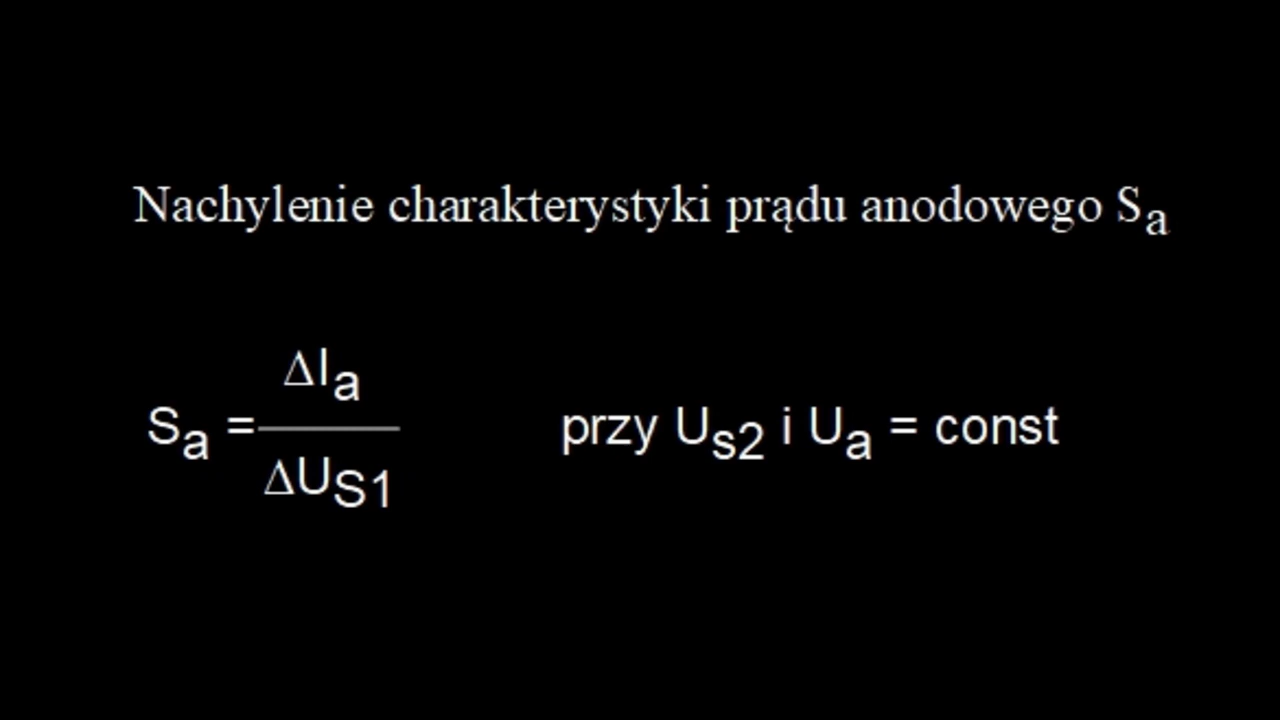 Nachylenie charakterystyki prądu anodowego Sa
ΔIa
Sa = przy Us2 i Ua = const
ΔUS1